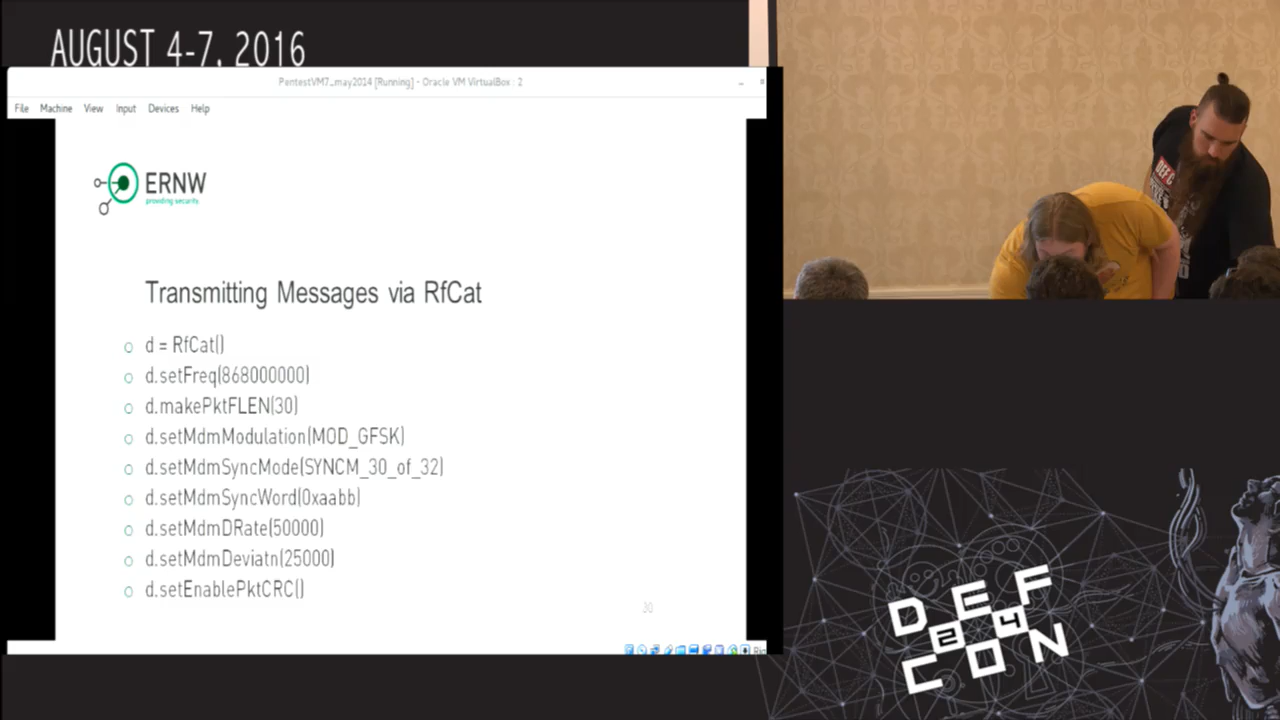 AUGUST 4-7, 2016
PentestVM7_may2014 [Running] - Oracle VM VirtualBox : 2
File Machine View Input Devices Help
ERNW
providing security.
Transmitting Messages via RfCat
d = RfCat()
d.setFreq(868000000)
d.makePktFLEN(30)
d.setMdmModulation(MOD_GFSK)
d.setMdmSyncMode(SYNCM_30_of_32)
d.setMdmSyncWord(0xaabb)
d.setMdmDRate(50000)
d.setMdmDeviatn(25000)
d.setEnablePktCRC()
30
DEF
24
CON